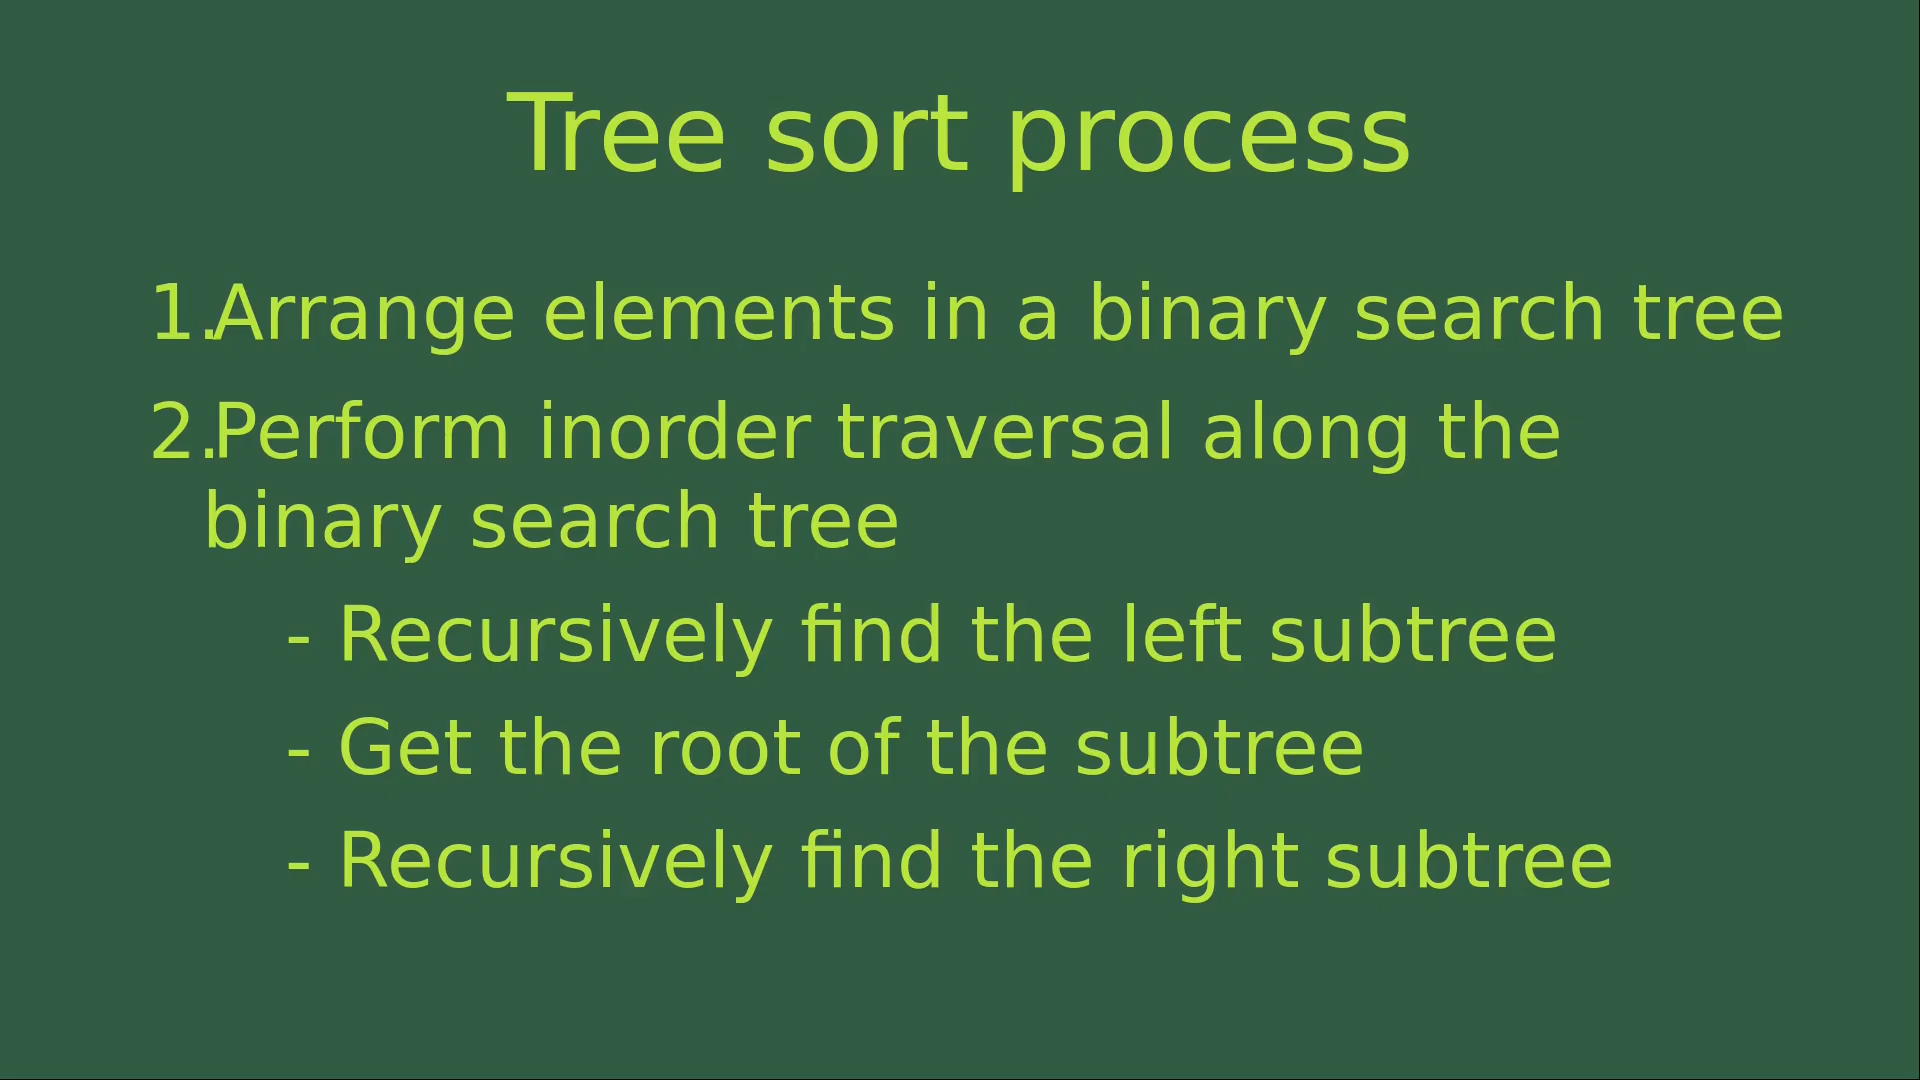 Tree sort process
1.Arrange elements in a binary search tree
2.Perform inorder traversal along the
binary search tree
- Recursively find the left subtree
- Get the root of the subtree
- Recursively find the right subtree